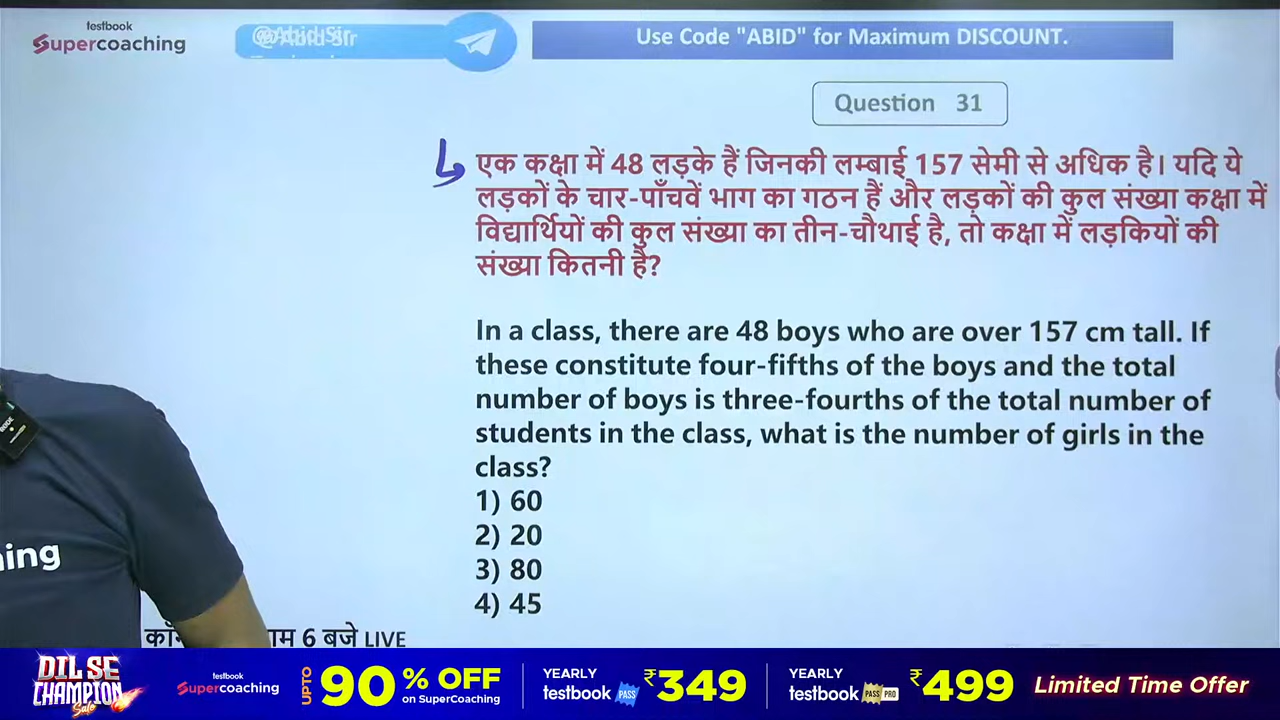 testbook
Supercoaching
@Abid Sir
Use Code "ABID" for Maximum DISCOUNT.
Question 31
एक कक्षा में 48 लड़के हैं जिनकी लम्बाई 157 सेमी से अधिक है। यदि ये
लड़कों के चार-पाँचवें भाग का गठन हैं और लड़कों की कुल संख्या कक्षा में
विद्यार्थियों की कुल संख्या का तीन-चौथाई है, तो कक्षा में लड़कियों की
संख्या कितनी है?
In a class, there are 48 boys who are over 157 cm tall. If
these constitute four-fifths of the boys and the total
number of boys is three-fourths of the total number of
students in the class, what is the number of girls in the
class?
1) 60
2) 20
3) 80
4) 45
ing
6 बजे LIVE
DIL SE
CHAMPION
Sale
testbook
Supercoaching
UPTO
90% OFF
on SuperCoaching
YEARLY
testbook PASS
₹349
YEARLY
testbook PASS PRO
₹499
Limited Time Offer